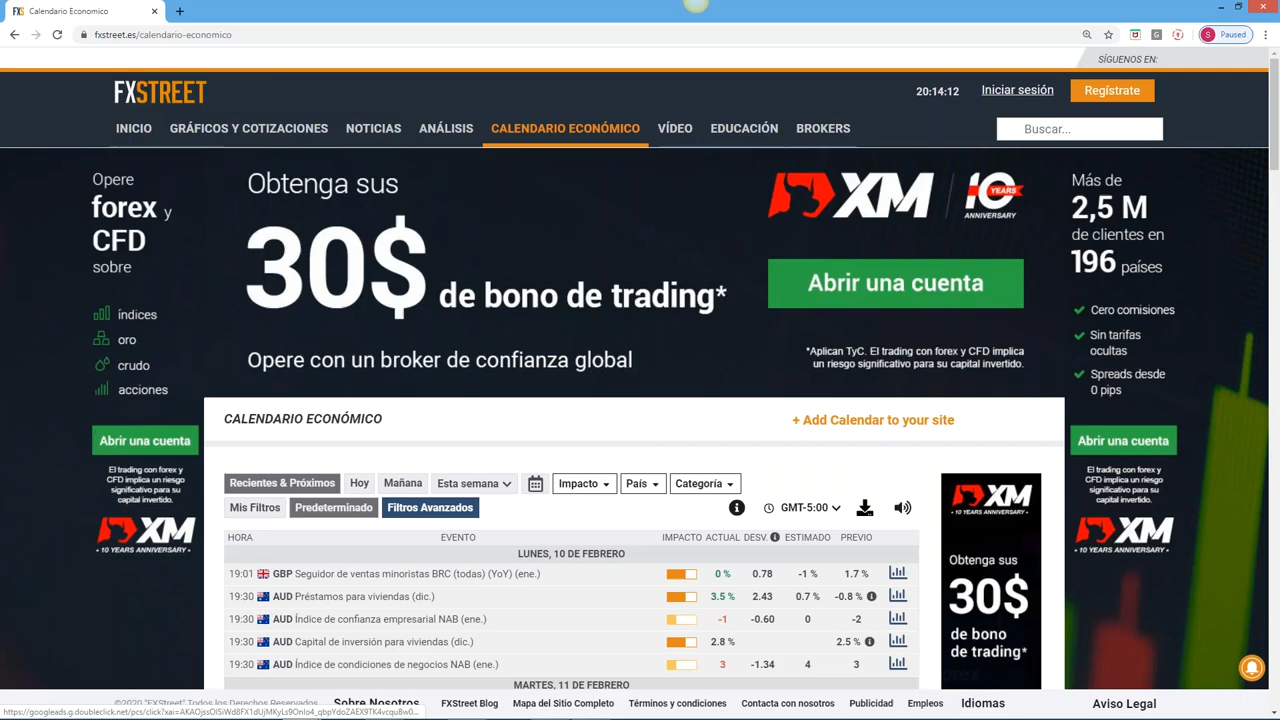 Calendario Economico
fxstreet.es/calendario-economico
S Paused
SÍGUENOS EN:
FXSTREET
20:14:12
Iniciar sesión
Regístrate
INICIO GRÁFICOS Y COTIZACIONES NOTICIAS ANÁLISIS CALENDARIO ECONÓMICO VÍDEO EDUCACIÓN BROKERS
Buscar...
Opere
forex y
CFD
sobre
índices
oro
crudo
acciones
Abrir una cuenta
El trading con forex y
CFD implica un riesgo
significativo para su
capital invertido.
XM
10 YEARS ANNIVERSARY
Obtenga sus
30$ de bono de trading*
Opere con un broker de confianza global
XM 10 YEARS ANNIVERSARY
Abrir una cuenta
*Aplican TyC. El trading con forex y CFD implica
un riesgo significativo para su capital invertido.
Más de
2,5 M
de clientes en
196 países
Cero comisiones
Sin tarifas
ocultas
Spreads desde
0 pips
Abrir una cuenta
El trading con forex y
CFD implica un riesgo
significativo para su
capital invertido.
XM
10 YEARS ANNIVERSARY
CALENDARIO ECONÓMICO
+ Add Calendar to your site
Recientes & Próximos Hoy Mañana Esta semana Impacto País Categoría
Mis Filtros Predeterminado Filtros Avanzados
GMT-5:00
HORA EVENTO IMPACTO ACTUAL DESV. ESTIMADO PREVIO
LUNES, 10 DE FEBRERO
19:01 GBP Seguidor de ventas minoristas BRC (todas) (YoY) (ene.) 0 % 0.78 -1 % 1.7 %
19:30 AUD Préstamos para viviendas (dic.) 3.5 % 2.43 0.7 % -0.8 %
19:30 AUD Índice de confianza empresarial NAB (ene.) -1 -0.60 0 -2
19:30 AUD Capital de inversión para viviendas (dic.) 2.8 % 2.5 %
19:30 AUD Índice de condiciones de negocios NAB (ene.) 3 -1.34 4 3
MARTES, 11 DE FEBRERO
XM
10 YEARS ANNIVERSARY
Obtenga sus
30$
de bono
de trading*
©2020 "FXStreet" Todos los Derechos Reservados
Sobre Nosotros FXStreet Blog Mapa del Sitio Completo Términos y condiciones Contacta con nosotros Publicidad Empleos Idiomas Aviso Legal